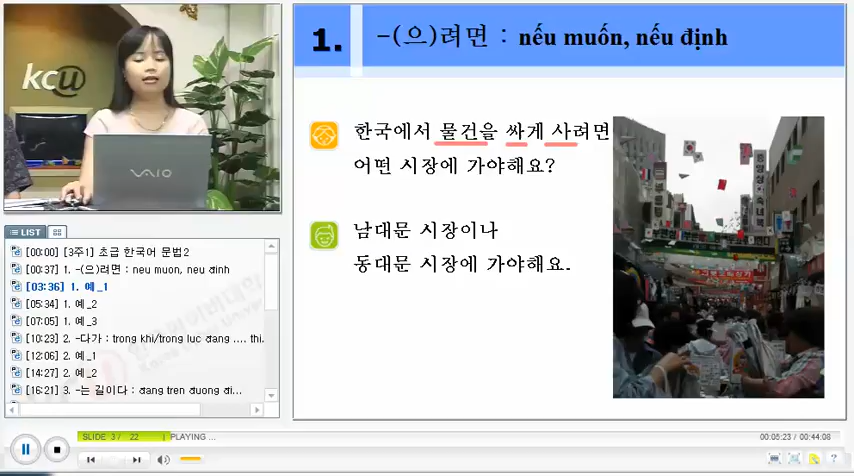 kc@
VAIO
1.
-(으)려면 : nếu muốn, nếu định
한국에서 물건을 싸게 사려면
어떤 시장에 가야해요?
남대문 시장이나
동대문 시장에 가야해요.
LIST
[00:00] [3주1] 초급 한국어 문법2
[00:37] 1. -(으)려면 : neu muon, neu dinh
[03:36] 1. 예_1
[05:34] 1. 예_2
[07:05] 1. 예_3
[10:23] 2. -다가 : trong khi/trong luc dang .... thi.
[12:06] 2. 예_1
[14:27] 2. 예_2
[16:21] 3. -는 길이다 : dang tren duong di...
SLIDE 3 / 22 PLAYING ...
00:05:23 / 00:44:08